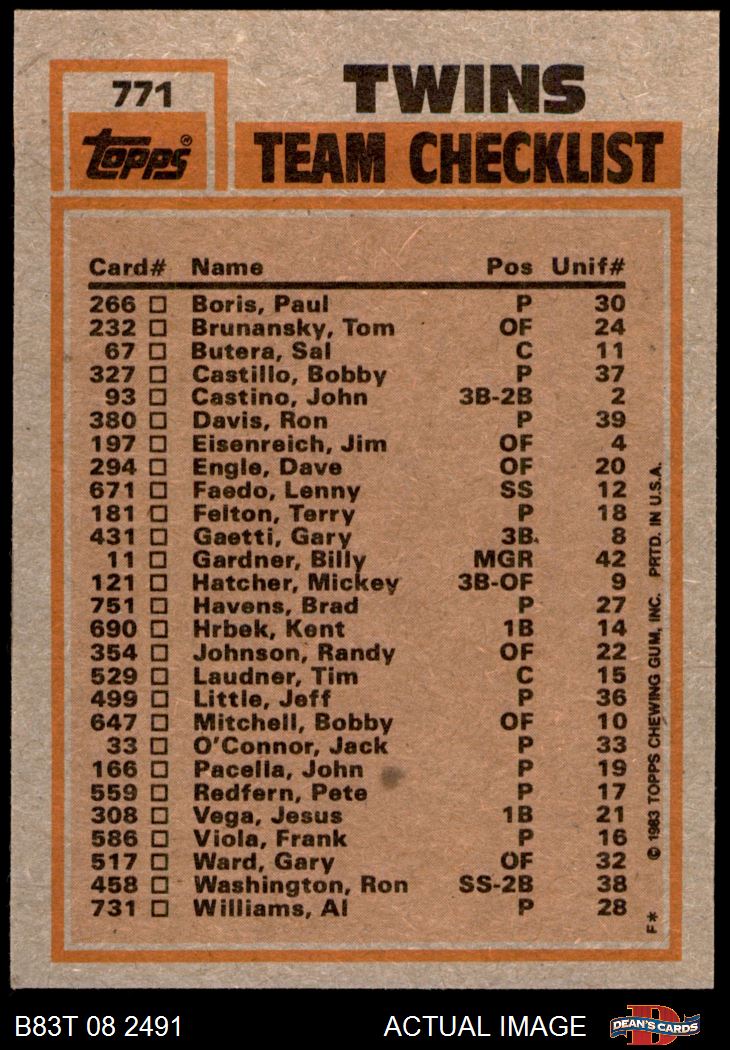 771
topps®
TWINS
TEAM CHECKLIST
Card# Name Pos Unif#
266 Boris, Paul P 30
232 Brunansky, Tom OF 24
67 Butera, Sal C 11
327 Castillo, Bobby P 37
93 Castino, John 3B-2B 2
380 Davis, Ron P 39
197 Eisenreich, Jim OF 4
294 Engle, Dave OF 20
671 Faedo, Lenny SS 12
181 Felton, Terry P 18
431 Gaetti, Gary 3B 8
11 Gardner, Billy MGR 42
121 Hatcher, Mickey 3B-OF 9
751 Havens, Brad P 27
690 Hrbek, Kent 1B 14
354 Johnson, Randy OF 22
529 Laudner, Tim C 15
499 Little, Jeff P 36
647 Mitchell, Bobby OF 10
33 O'Connor, Jack P 33
166 Pacella, John P 19
559 Redfern, Pete P 17
308 Vega, Jesus 1B 21
586 Viola, Frank P 16
517 Ward, Gary OF 32
458 Washington, Ron SS-2B 38
731 Williams, Al P 28
F* © 1983 TOPPS CHEWING GUM, INC. PRTD. IN U.S.A.
B83T 08 2491
ACTUAL IMAGE
D
DEAN'S CARDS